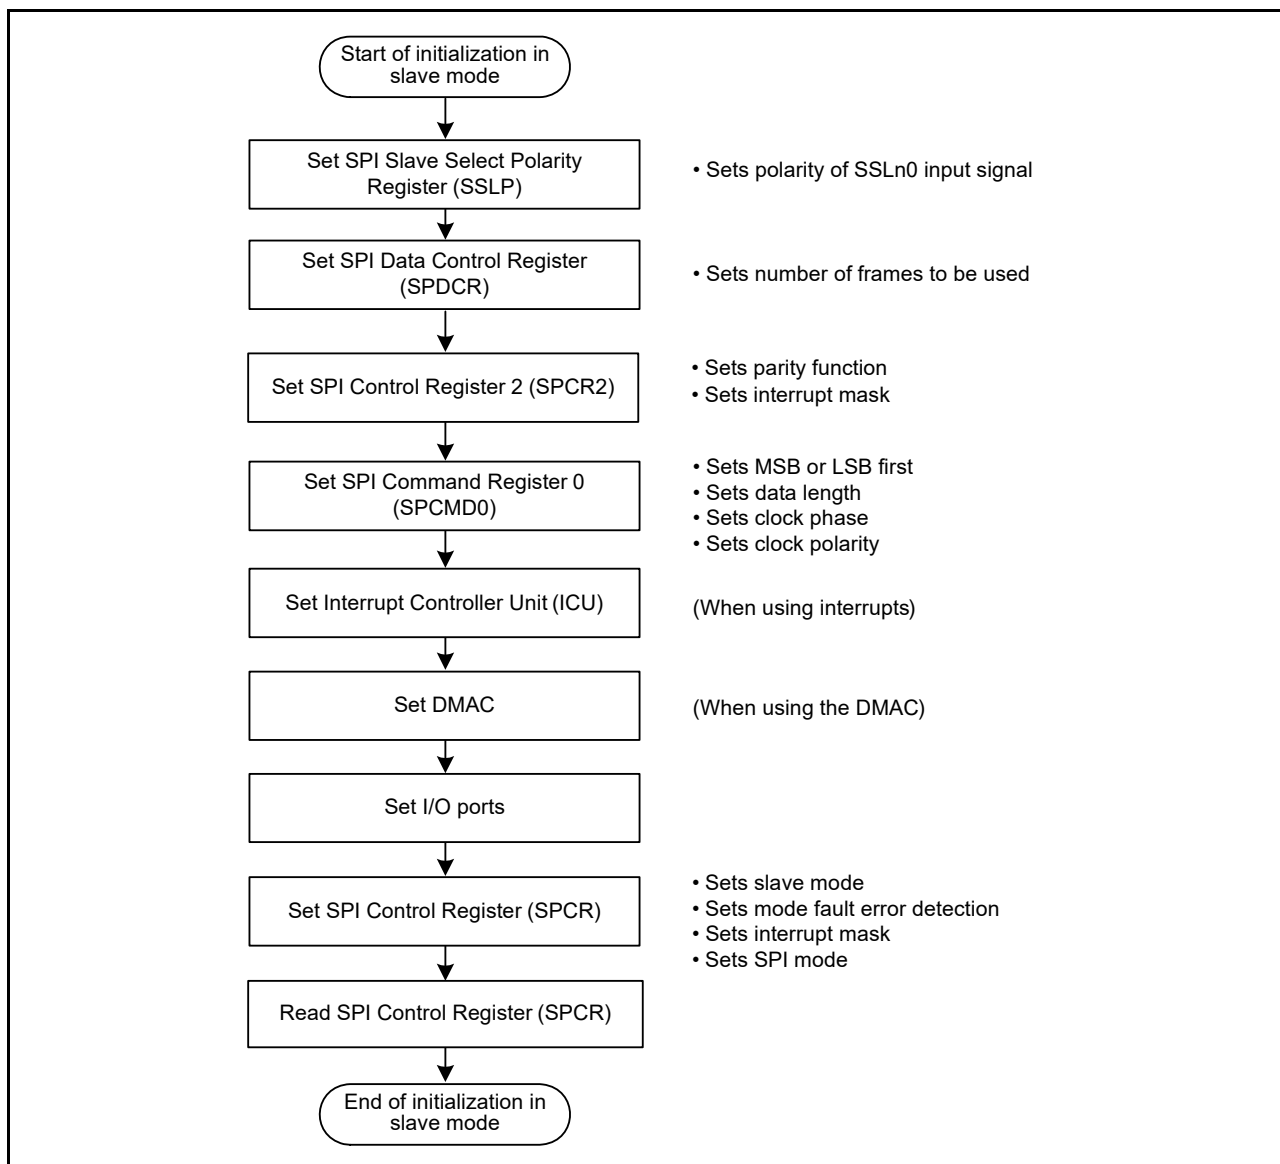 Start of initialization in
slave mode
Set SPI Slave Select Polarity
Register (SSLP)
• Sets polarity of SSLn0 input signal
Set SPI Data Control Register
(SPDCR)
• Sets number of frames to be used
Set SPI Control Register 2 (SPCR2)
• Sets parity function
• Sets interrupt mask
Set SPI Command Register 0
(SPCMD0)
• Sets MSB or LSB first
• Sets data length
• Sets clock phase
• Sets clock polarity
Set Interrupt Controller Unit (ICU)
(When using interrupts)
Set DMAC
(When using the DMAC)
Set I/O ports
Set SPI Control Register (SPCR)
• Sets slave mode
• Sets mode fault error detection
• Sets interrupt mask
• Sets SPI mode
Read SPI Control Register (SPCR)
End of initialization in
slave mode